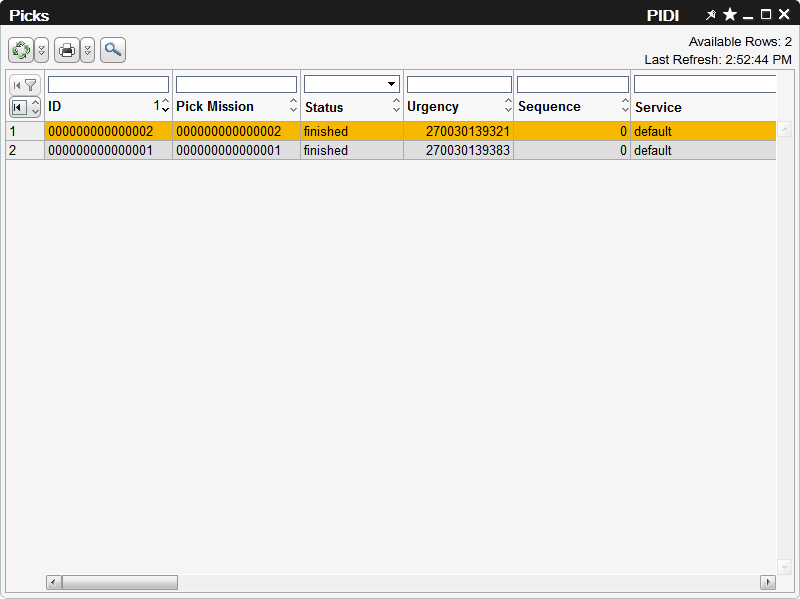 Picks PIDI
Available Rows: 2
Last Refresh: 2:52:44 PM
ID 1 Pick Mission Status Urgency Sequence Service
1 000000000000002 000000000000002 finished 270030139321 0 default
2 000000000000001 000000000000001 finished 270030139383 0 default